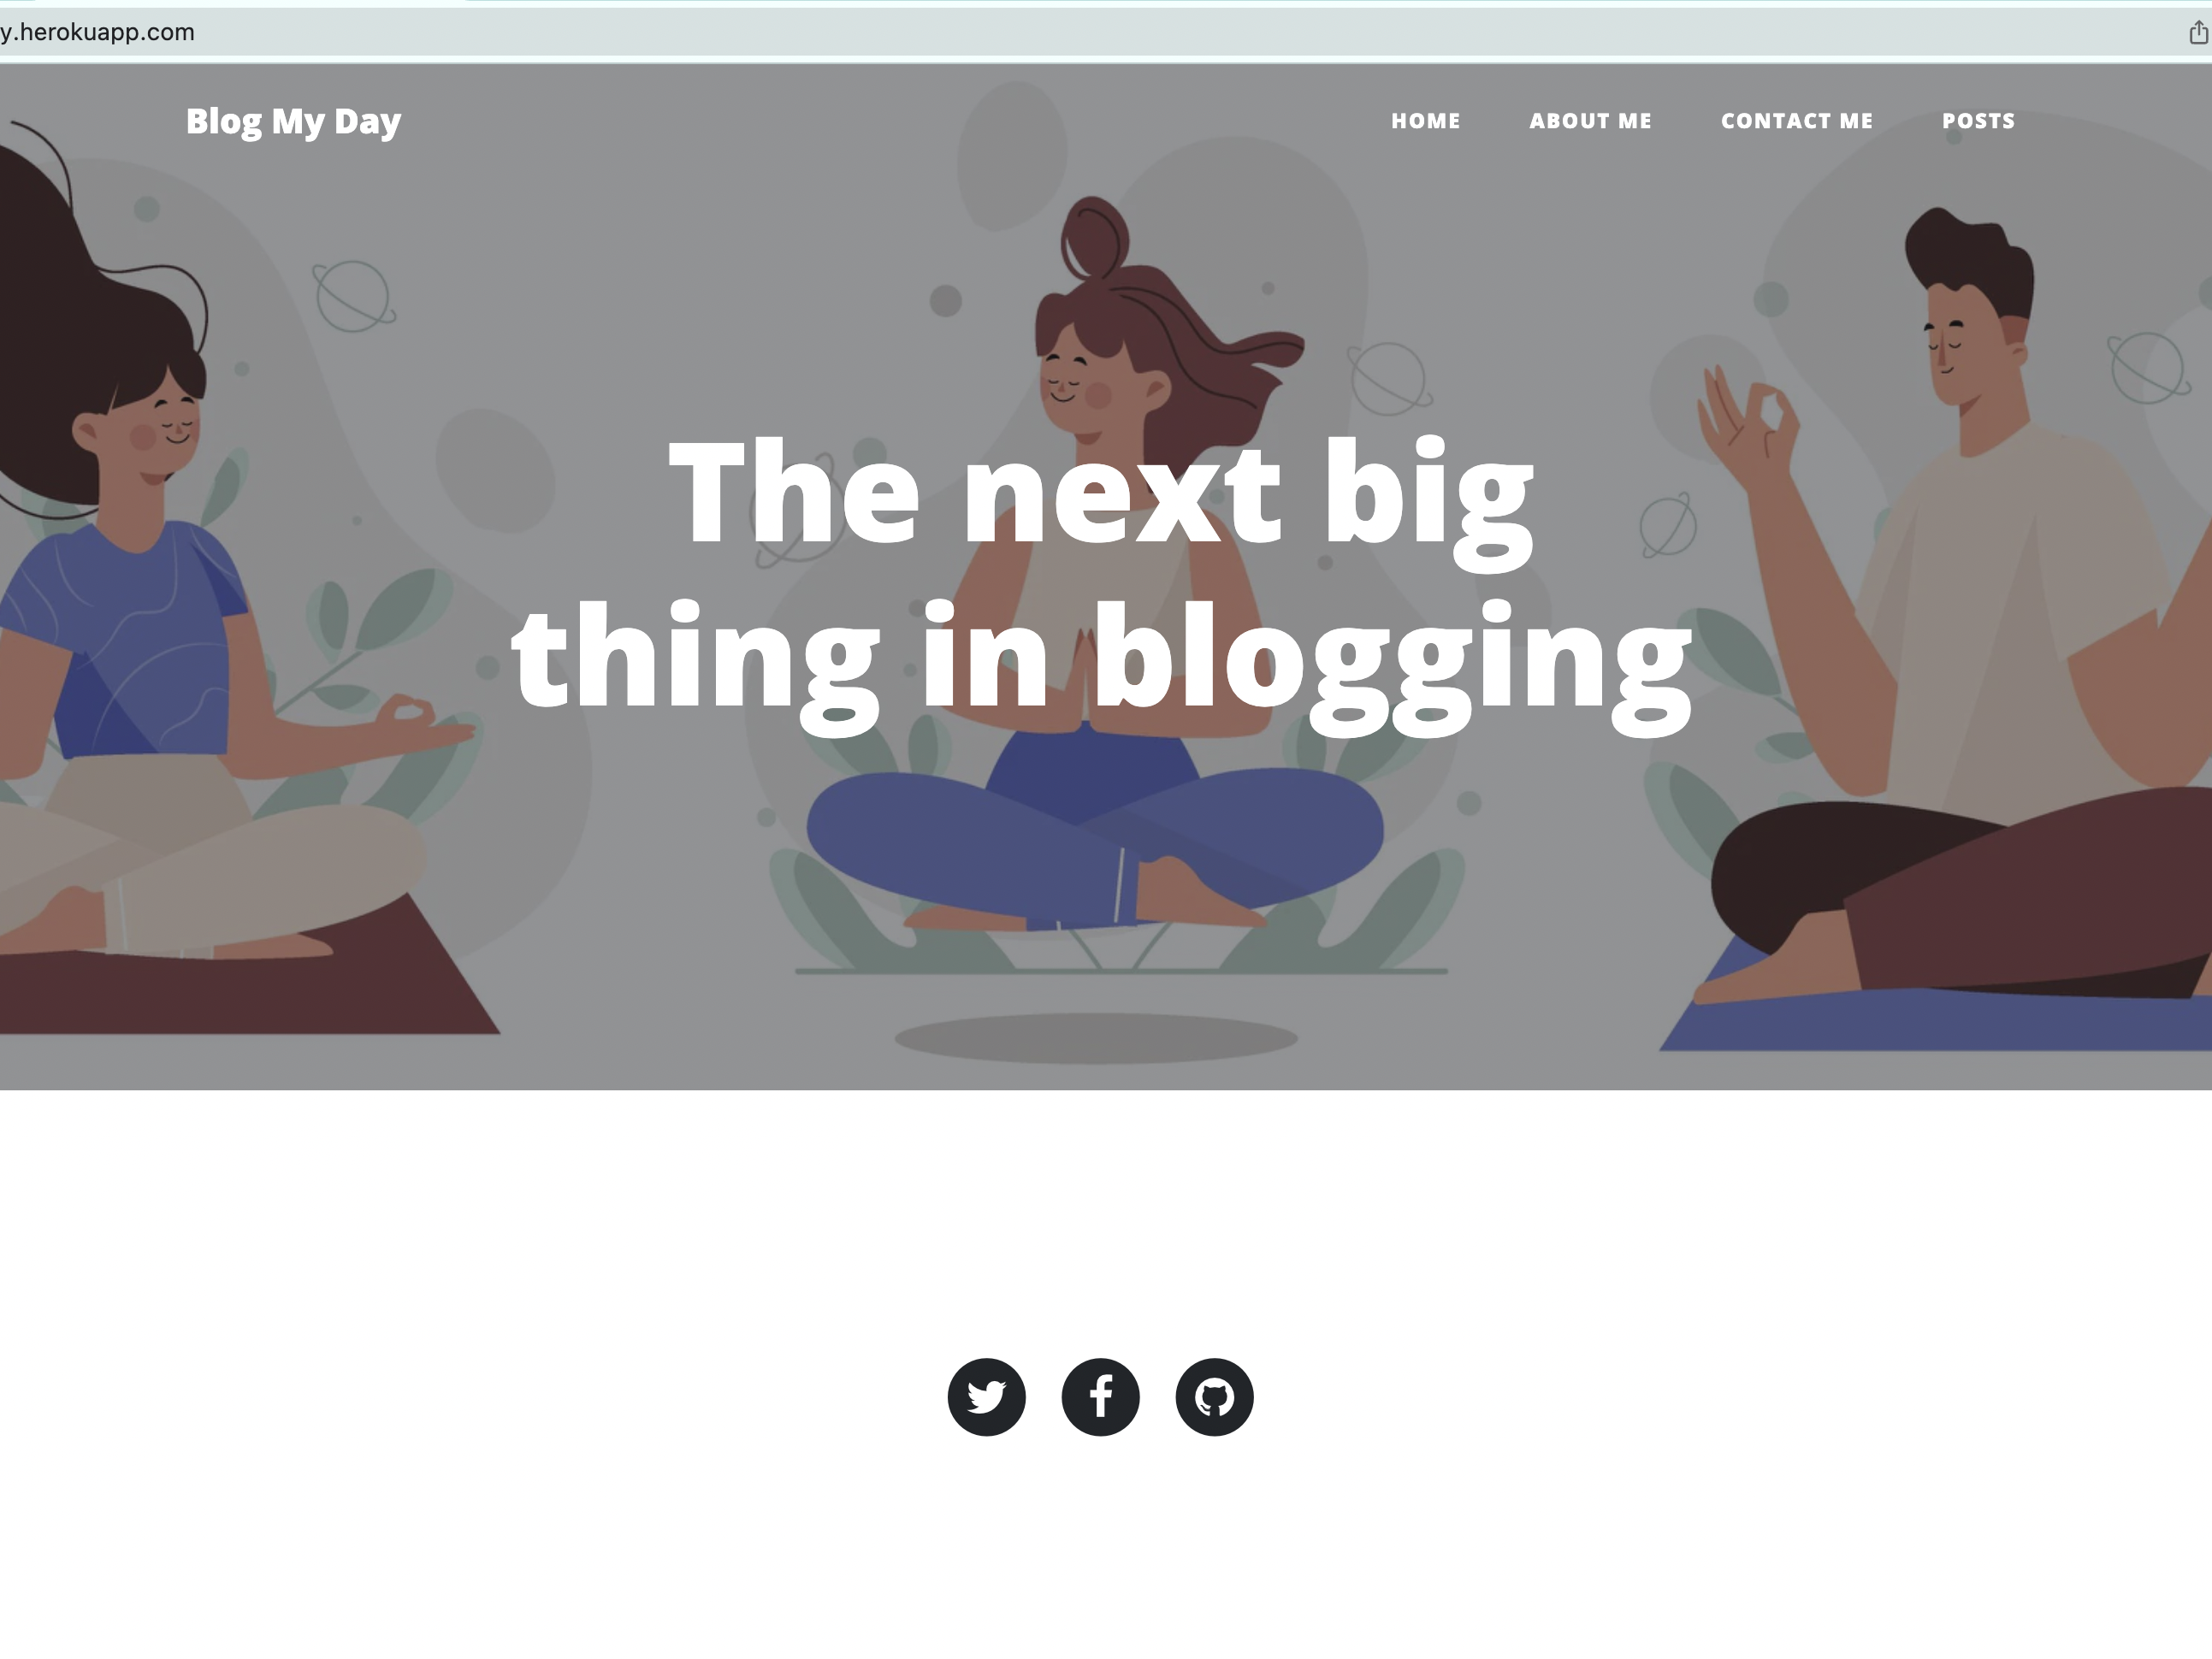 y.herokuapp.com
Blog My Day
HOME ABOUT ME CONTACT ME POSTS
The next big
thing in blogging